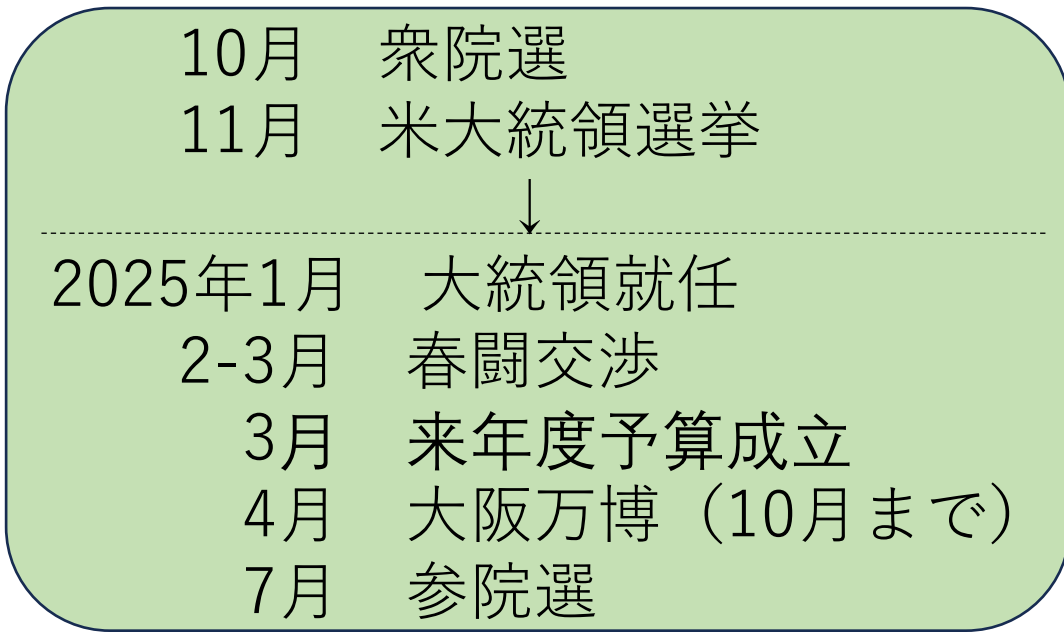 10月 衆院選
11月 米大統領選挙
↓
2025年1月 大統領就任
2-3月 春闘交渉
3月 来年度予算成立
4月 大阪万博（10月まで）
7月 参院選